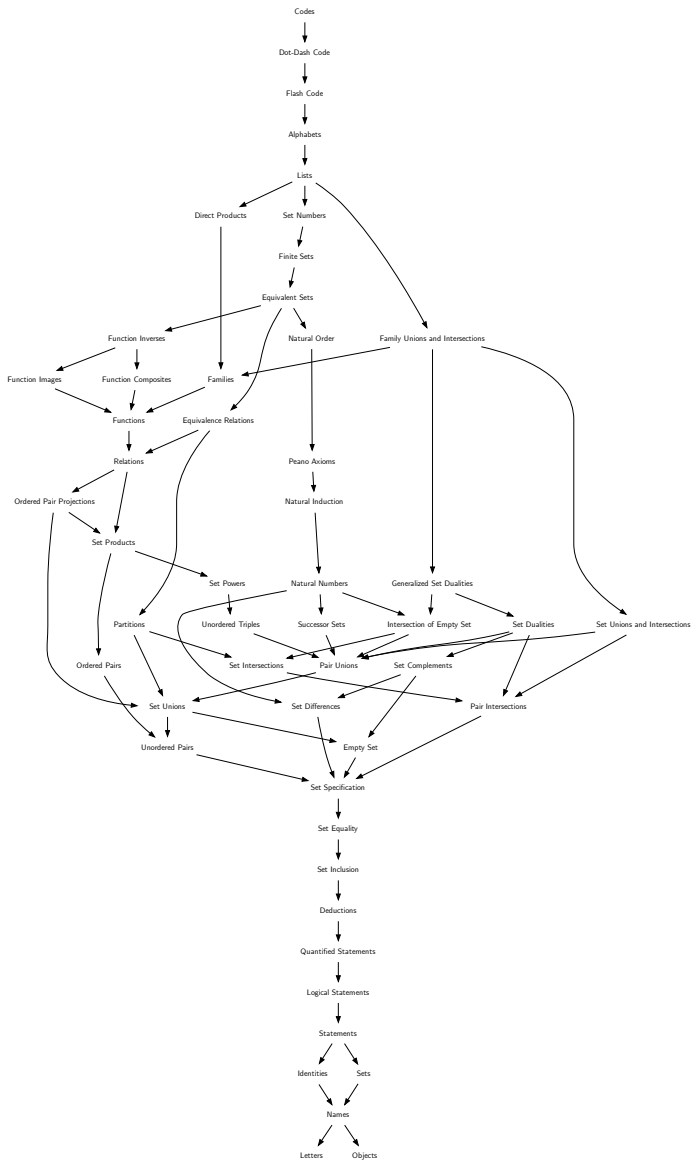 Codes
Dot-Dash Code
Flash Code
Alphabets
Lists
Direct Products
Set Numbers
Finite Sets
Equivalent Sets
Function Inverses
Natural Order
Family Unions and Intersections
Function Images
Function Composites
Families
Functions
Equivalence Relations
Relations
Peano Axioms
Ordered Pair Projections
Natural Induction
Set Products
Set Powers
Natural Numbers
Generalized Set Dualities
Partitions
Unordered Triples
Successor Sets
Intersection of Empty Set
Set Dualities
Set Unions and Intersections
Ordered Pairs
Set Intersections
Pair Unions
Set Complements
Set Unions
Set Differences
Pair Intersections
Unordered Pairs
Empty Set
Set Specification
Set Equality
Set Inclusion
Deductions
Quantified Statements
Logical Statements
Statements
Identities
Sets
Names
Letters
Objects